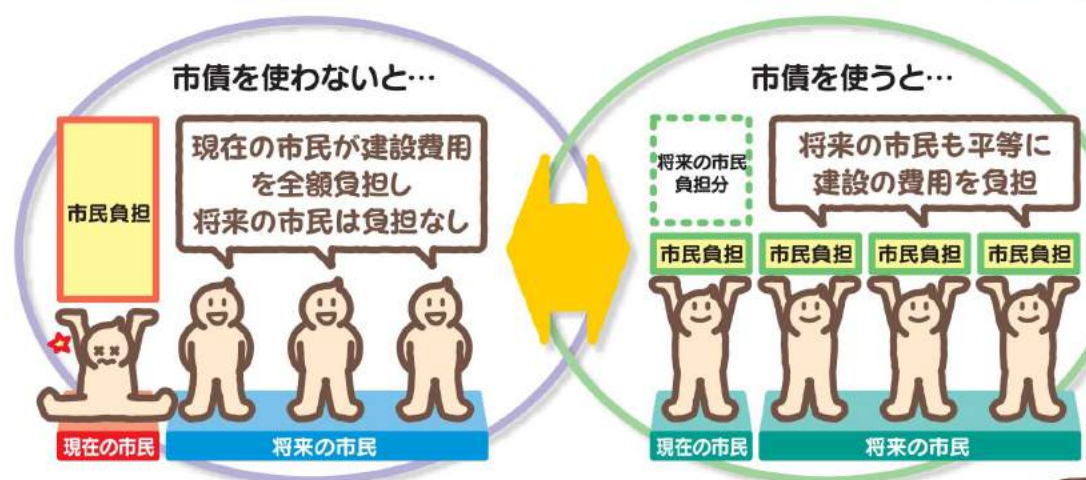 市債を使わないと…
市民負担
現在の市民が建設費用
を全額負担し
将来の市民は負担なし
現在の市民
将来の市民
市債を使うと…
将来の市民
負担分
将来の市民も平等に
建設の費用を負担
市民負担
市民負担
市民負担
市民負担
現在の市民
将来の市民